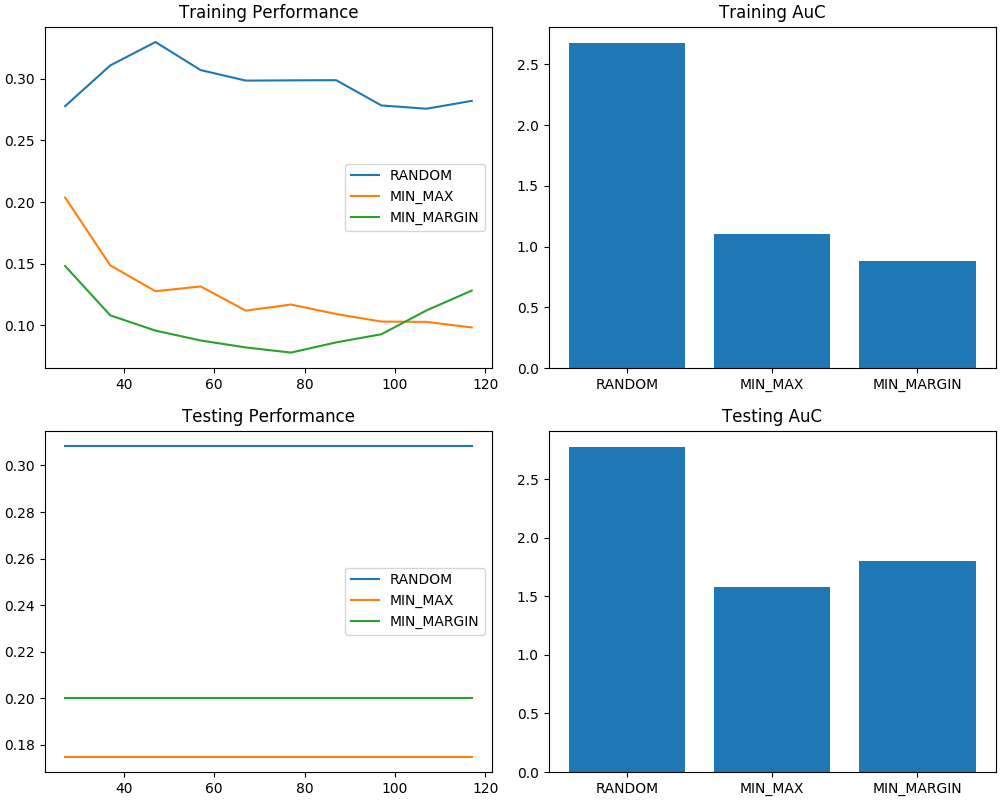 Training Performance
0.30
0.25
0.20
0.15
0.10
RANDOM
MIN_MAX
MIN_MARGIN
40 60 80 100 120
Training AuC
2.5
2.0
1.5
1.0
0.5
0.0
RANDOM MIN_MAX MIN_MARGIN
Testing Performance
0.30
0.28
0.26
0.24
0.22
0.20
0.18
RANDOM
MIN_MAX
MIN_MARGIN
40 60 80 100 120
Testing AuC
2.5
2.0
1.5
1.0
0.5
0.0
RANDOM MIN_MAX MIN_MARGIN